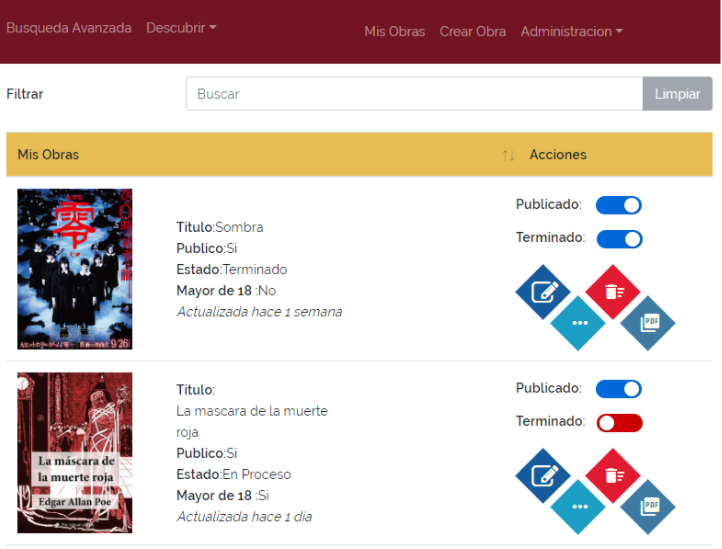 Busqueda Avanzada Descubrir Mis Obras Crear Obra Administracion
Filtrar Buscar Limpiar
Mis Obras ↑↓ Acciones
零
9/26
Titulo:Sombra
Publico:Si
Estado:Terminado
Mayor de 18 :No
Actualizada hace 1 semana
Publicado:
Terminado:
PDF
La máscara de
la muerte roja
Edgar Allan Poe
Titulo:
La mascara de la muerte
roja
Publico:Si
Estado:En Proceso
Mayor de 18 :Si
Actualizada hace 1 dia
Publicado:
Terminado:
PDF